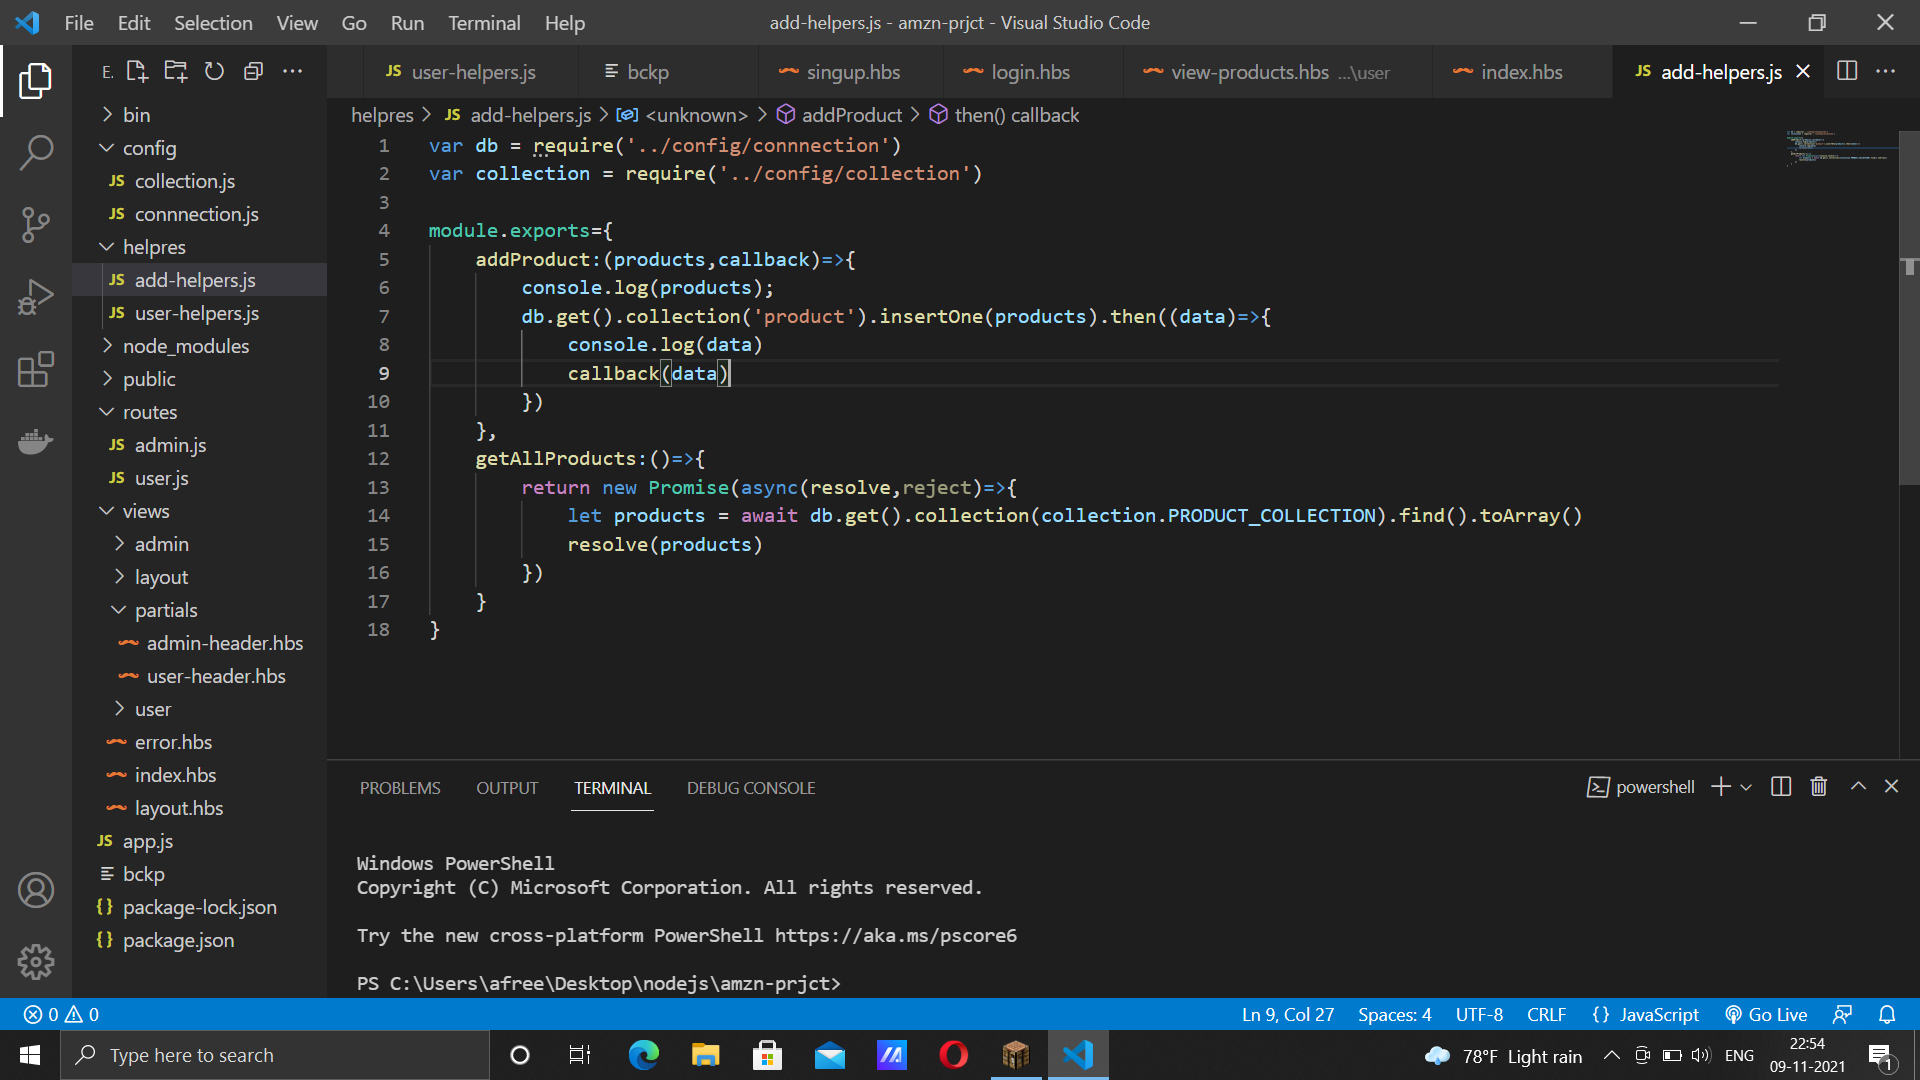 File Edit Selection View Go Run Terminal Help
add-helpers.js - amzn-prjct - Visual Studio Code
E.
JS user-helpers.js
bckp
singup.hbs
login.hbs
view-products.hbs ...\user
index.hbs
JS add-helpers.js
helpres > JS add-helpers.js > <unknown> > addProduct > then() callback
bin
config
JS collection.js
JS connnection.js
helpres
JS add-helpers.js
JS user-helpers.js
node_modules
public
routes
JS admin.js
JS user.js
views
admin
layout
partials
admin-header.hbs
user-header.hbs
user
error.hbs
index.hbs
layout.hbs
JS app.js
bckp
{} package-lock.json
{} package.json
1 var db = require('../config/connnection')
2 var collection = require('../config/collection')
3
4 module.exports={
5 addProduct:(products,callback)=>{
6 console.log(products);
7 db.get().collection('product').insertOne(products).then((data)=>{
8 console.log(data)
9 callback(data)
10 })
11 },
12 getAllProducts:()=>{
13 return new Promise(async(resolve,reject)=>{
14 let products = await db.get().collection(collection.PRODUCT_COLLECTION).find().toArray()
15 resolve(products)
16 })
17 }
18 }
PROBLEMS OUTPUT TERMINAL DEBUG CONSOLE
powershell
Windows PowerShell
Copyright (C) Microsoft Corporation. All rights reserved.
Try the new cross-platform PowerShell https://aka.ms/pscore6
PS C:\Users\afree\Desktop\nodejs\amzn-prjct>
0 0
Ln 9, Col 27 Spaces: 4 UTF-8 CRLF {} JavaScript Go Live
Type here to search
78°F Light rain
ENG
22:54
09-11-2021
1